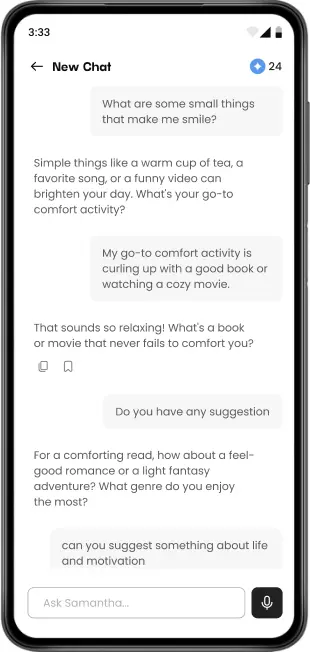 3:33
New Chat
24
What are some small things
that make me smile?
Simple things like a warm cup of tea, a
favorite song, or a funny video can
brighten your day. What's your go-to
comfort activity?
My go-to comfort activity is
curling up with a good book or
watching a cozy movie.
That sounds so relaxing! What's a book
or movie that never fails to comfort you?
Do you have any suggestion
For a comforting read, how about a feel-
good romance or a light fantasy
adventure? What genre do you enjoy
the most?
can you suggest something about life
and motivation
Ask Samantha...